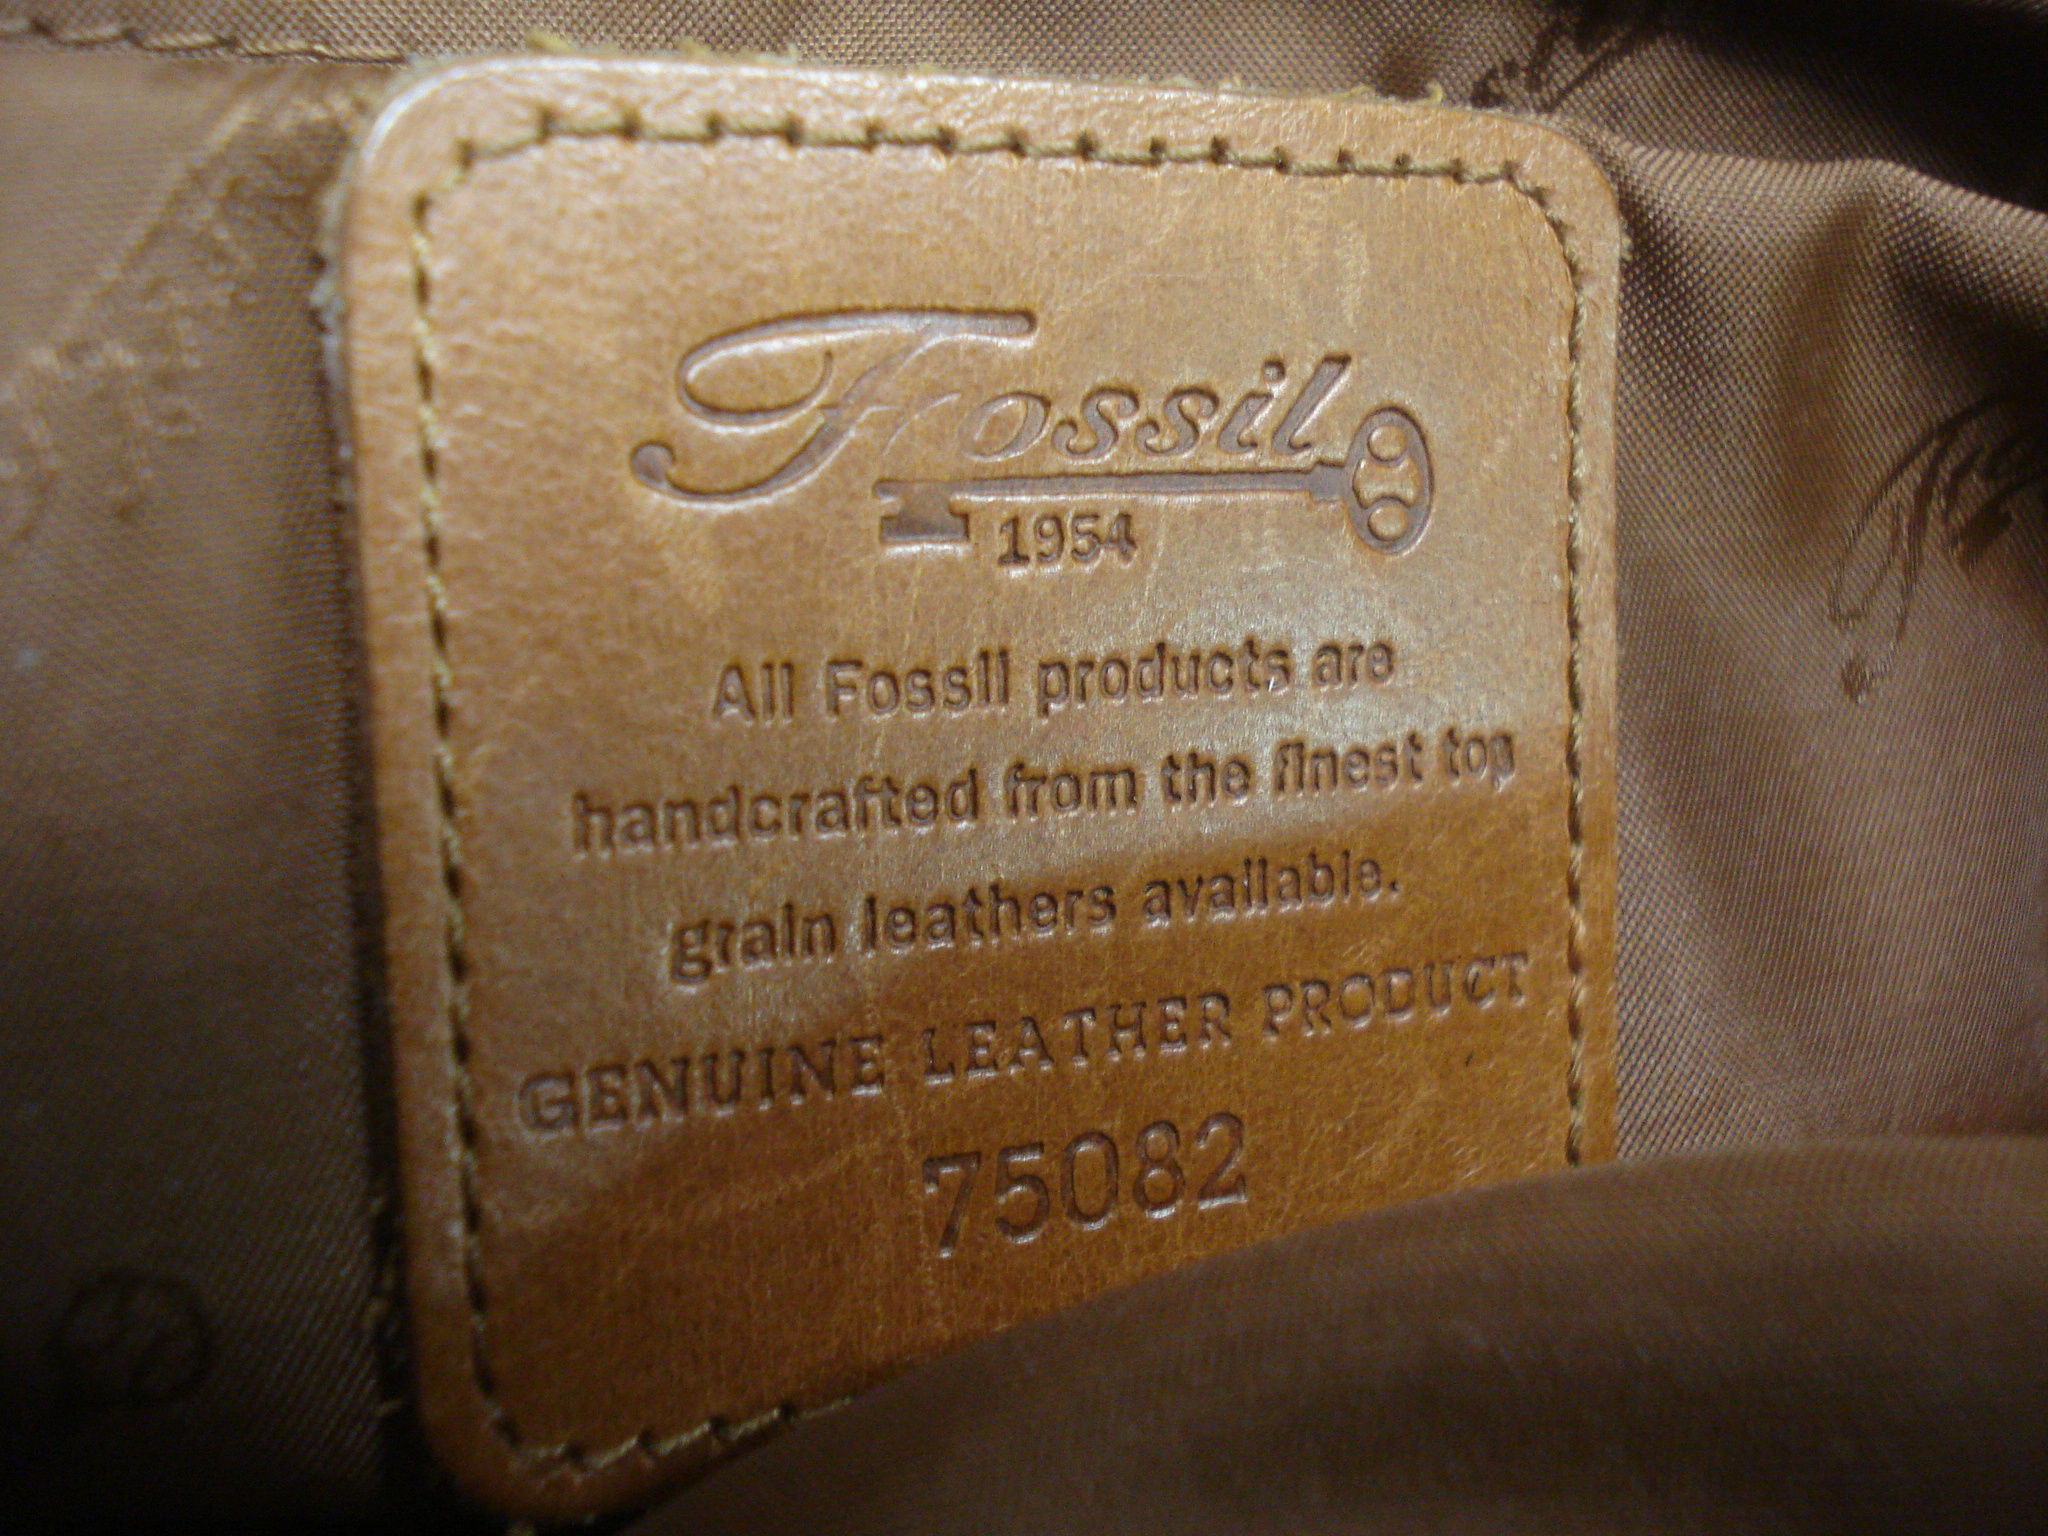 Fossil
1954
All Fossil products are
handcrafted from the finest top
grain leathers available.
GENUINE LEATHER PRODUCT
75082